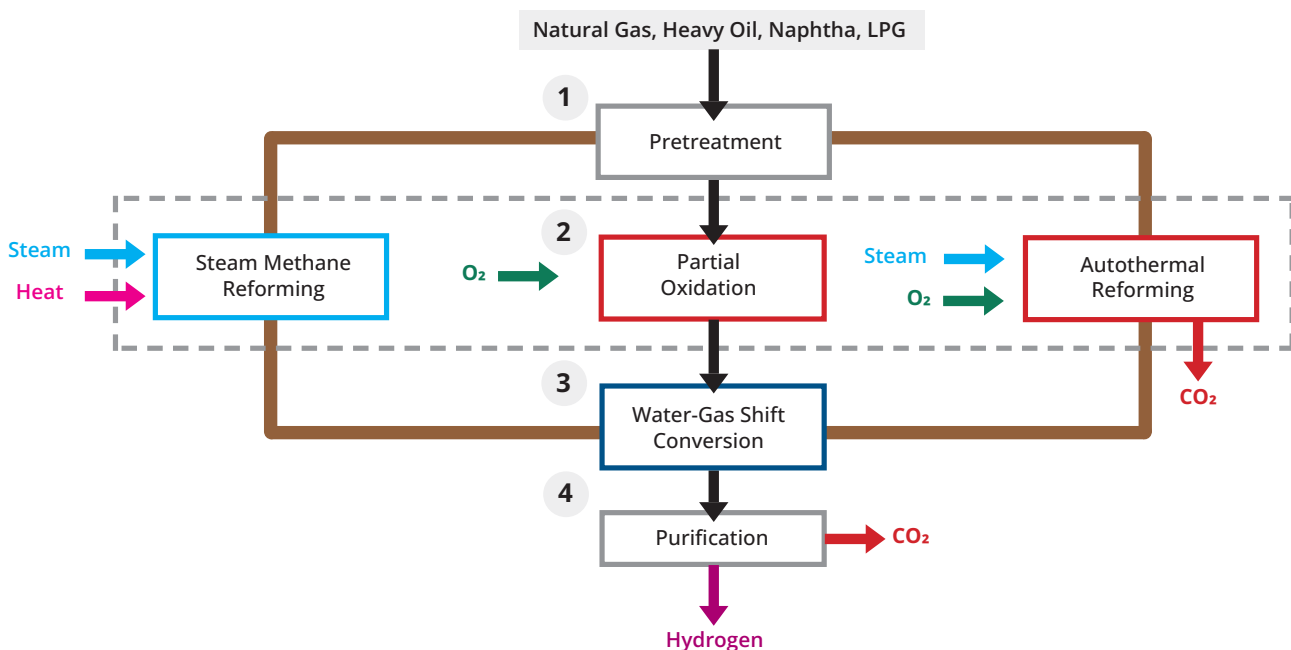 Natural Gas, Heavy Oil, Naphtha, LPG
1
Pretreatment
2
Steam
Heat
Steam Methane
Reforming
O₂
Partial
Oxidation
Steam
O₂
Autothermal
Reforming
CO₂
3
Water-Gas Shift
Conversion
4
Purification
CO₂
Hydrogen